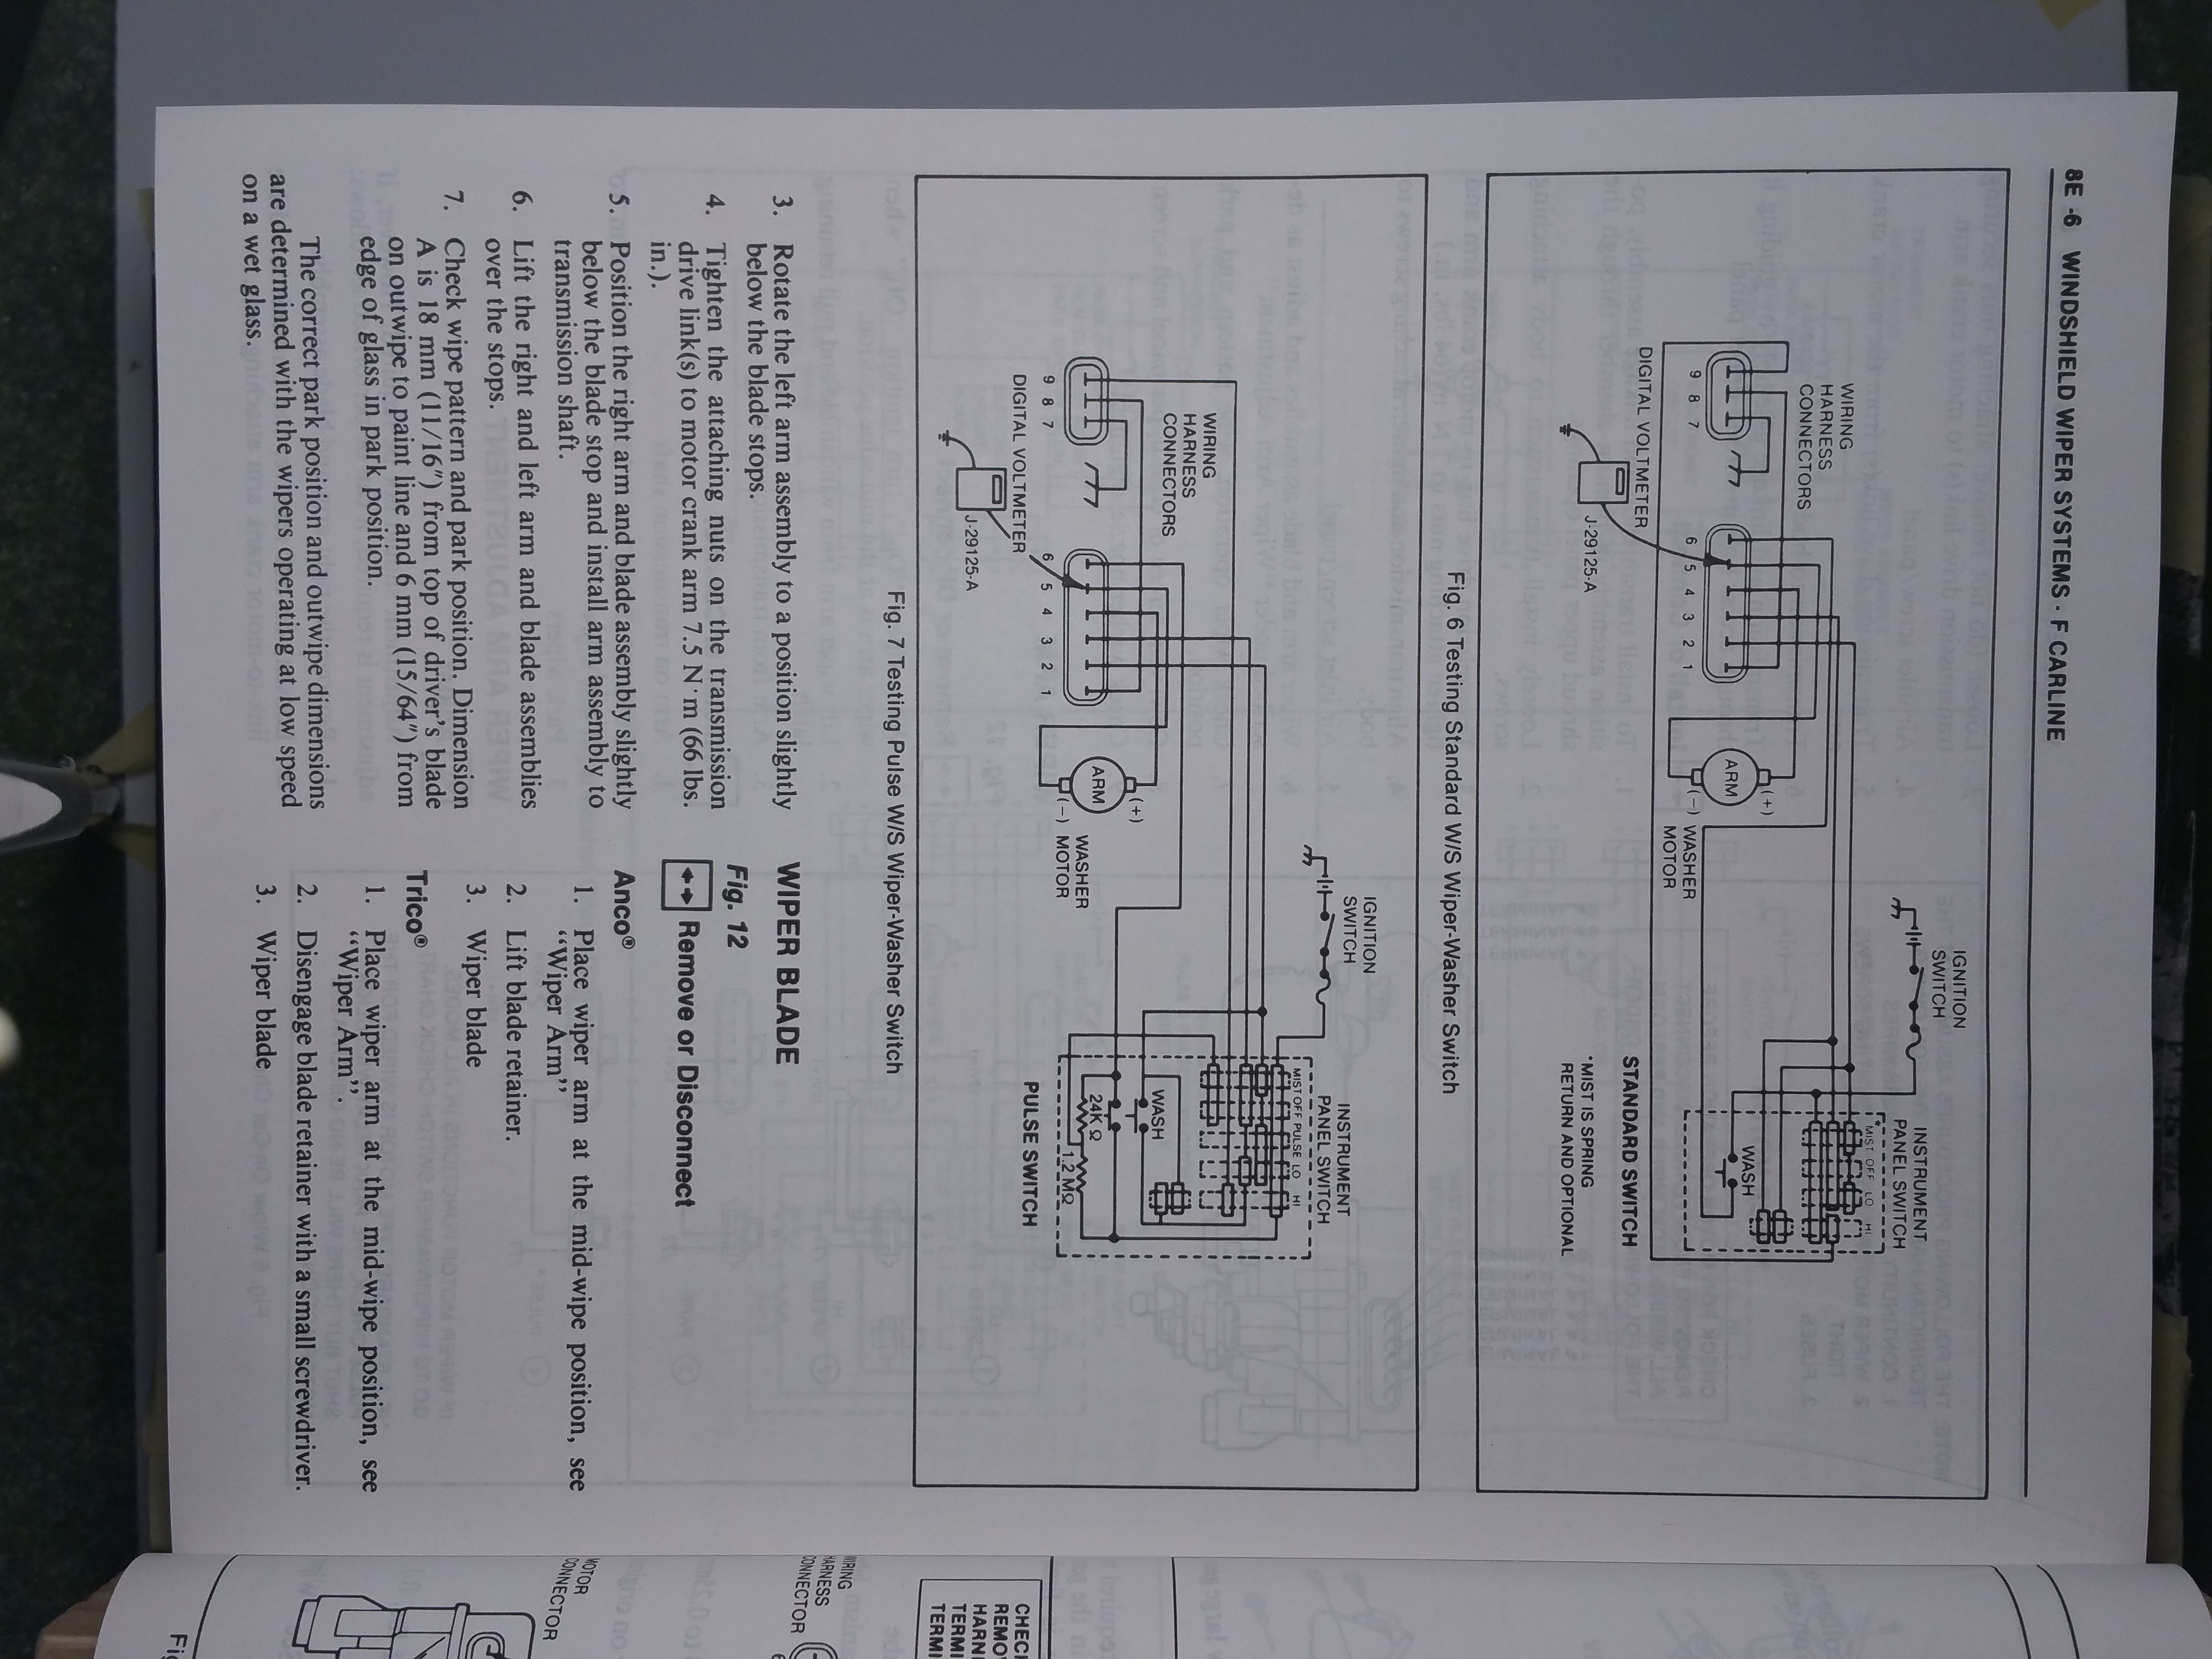 8E -6 WINDSHIELD WIPER SYSTEMS - F CARLINE
WIRING
HARNESS
CONNECTORS
9 8 7
6 5 4 3 2 1
DIGITAL VOLTMETER
J-29125-A
ARM
(+)
(−)
WASHER
MOTOR
IGNITION
SWITCH
INSTRUMENT
PANEL SWITCH
MIST OFF LO HI
WASH
STANDARD SWITCH
*MIST IS SPRING
RETURN AND OPTIONAL
Fig. 6 Testing Standard W/S Wiper-Washer Switch
WIRING
HARNESS
CONNECTORS
9 8 7
6 5 4 3 2 1
DIGITAL VOLTMETER
J-29125-A
ARM
(+)
(−)
WASHER
MOTOR
IGNITION
SWITCH
INSTRUMENT
PANEL SWITCH
MIST OFF PULSE LO HI
WASH
24K Ω
1.2 MΩ
PULSE SWITCH
Fig. 7 Testing Pulse W/S Wiper-Washer Switch
3. Rotate the left arm assembly to a position slightly
below the blade stops.
4. Tighten the attaching nuts on the transmission
drive link(s) to motor crank arm 7.5 N·m (66 lbs.
in.).
5. Position the right arm and blade assembly slightly
below the blade stop and install arm assembly to
transmission shaft.
6. Lift the right and left arm and blade assemblies
over the stops.
7. Check wipe pattern and park position. Dimension
A is 18 mm (11/16″) from top of driver's blade
on outwipe to paint line and 6 mm (15/64″) from
edge of glass in park position.
The correct park position and outwipe dimensions
are determined with the wipers operating at low speed
on a wet glass.
WIPER BLADE
Fig. 12
Remove or Disconnect
Anco®
1. Place wiper arm at the mid-wipe position, see
“Wiper Arm”
2. Lift blade retainer.
3. Wiper blade
Trico®
1. Place wiper arm at the mid-wipe position, see
“Wiper Arm”.
2. Disengage blade retainer with a small screwdriver.
3. Wiper blade
MOTOR
CONNECTOR
WIRING
HARNESS
CONNECTOR